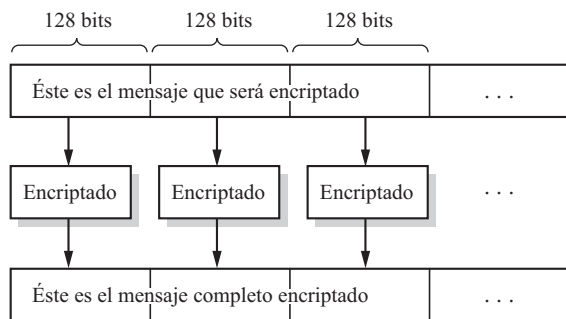 128 bits 128 bits 128 bits
Éste es el mensaje que será encriptado . . .
Encriptado Encriptado Encriptado . . .
Éste es el mensaje completo encriptado . . .